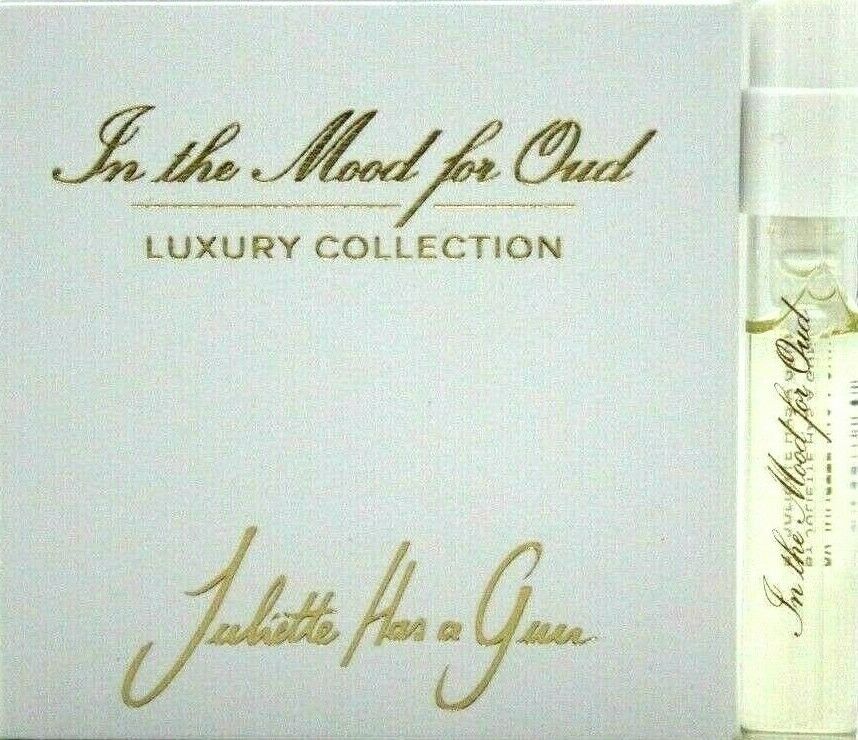 In the Mood for Oud
LUXURY COLLECTION
Juliette Has a Gun
In the Mood for Oud